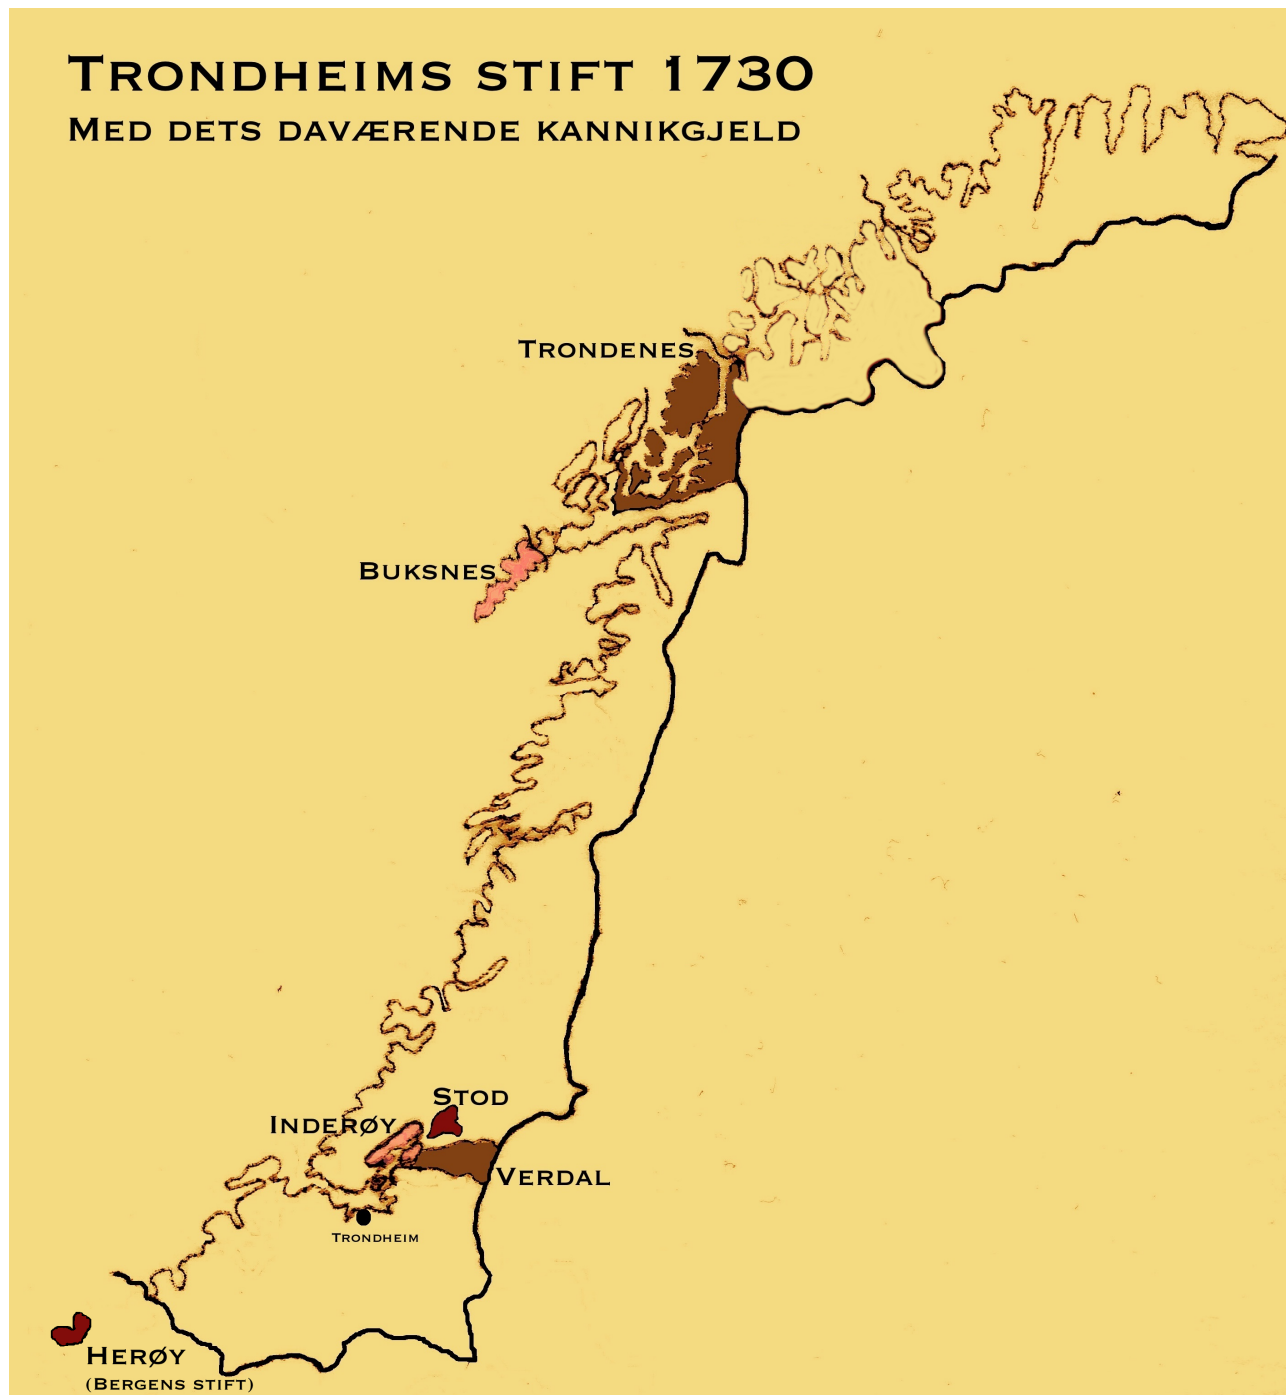 Trondheims stift 1730
Med dets daværende kannikgjeld
Trondenes
Buksnes
Stod
Inderøy
Verdal
Trondheim
Herøy
(Bergens stift)